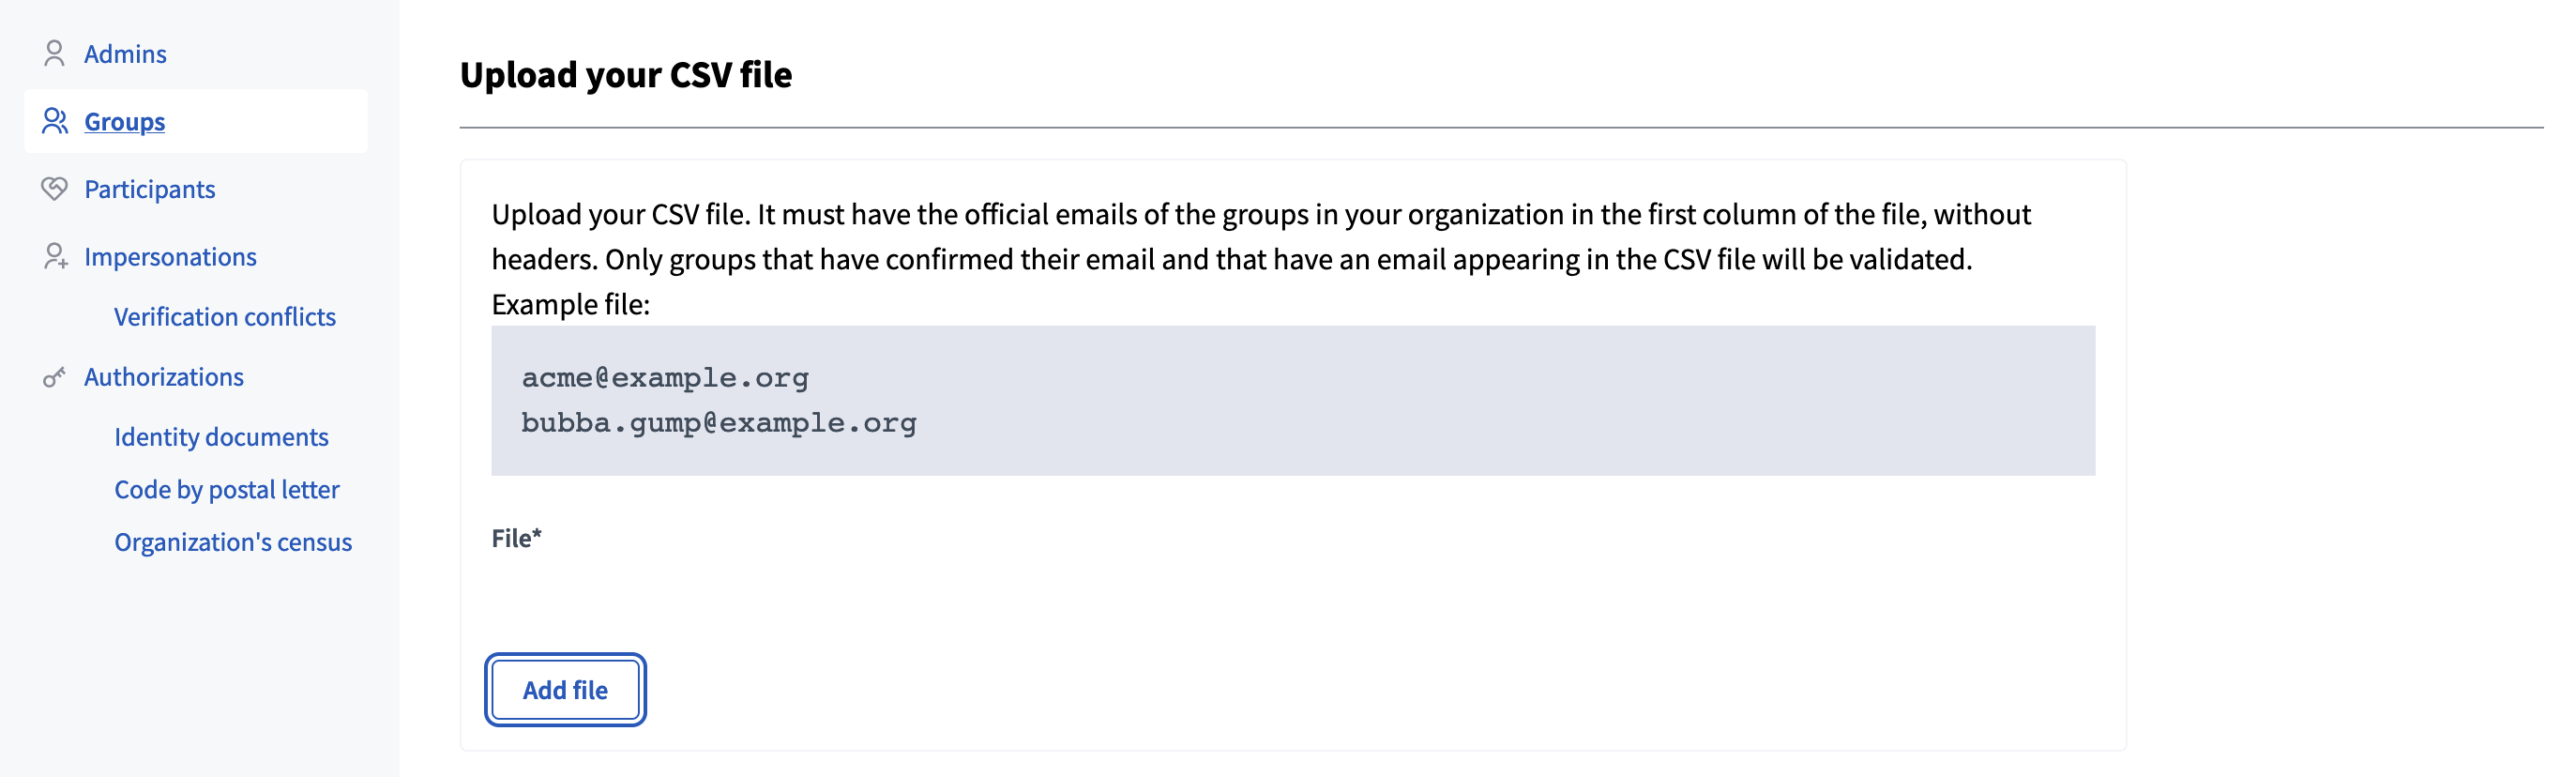 Admins
Groups
Participants
Impersonations
Verification conflicts
Authorizations
Identity documents
Code by postal letter
Organization's census
Upload your CSV file
Upload your CSV file. It must have the official emails of the groups in your organization in the first column of the file, without
headers. Only groups that have confirmed their email and that have an email appearing in the CSV file will be validated.
Example file:
acme@example.org
bubba.gump@example.org
File*
Add file